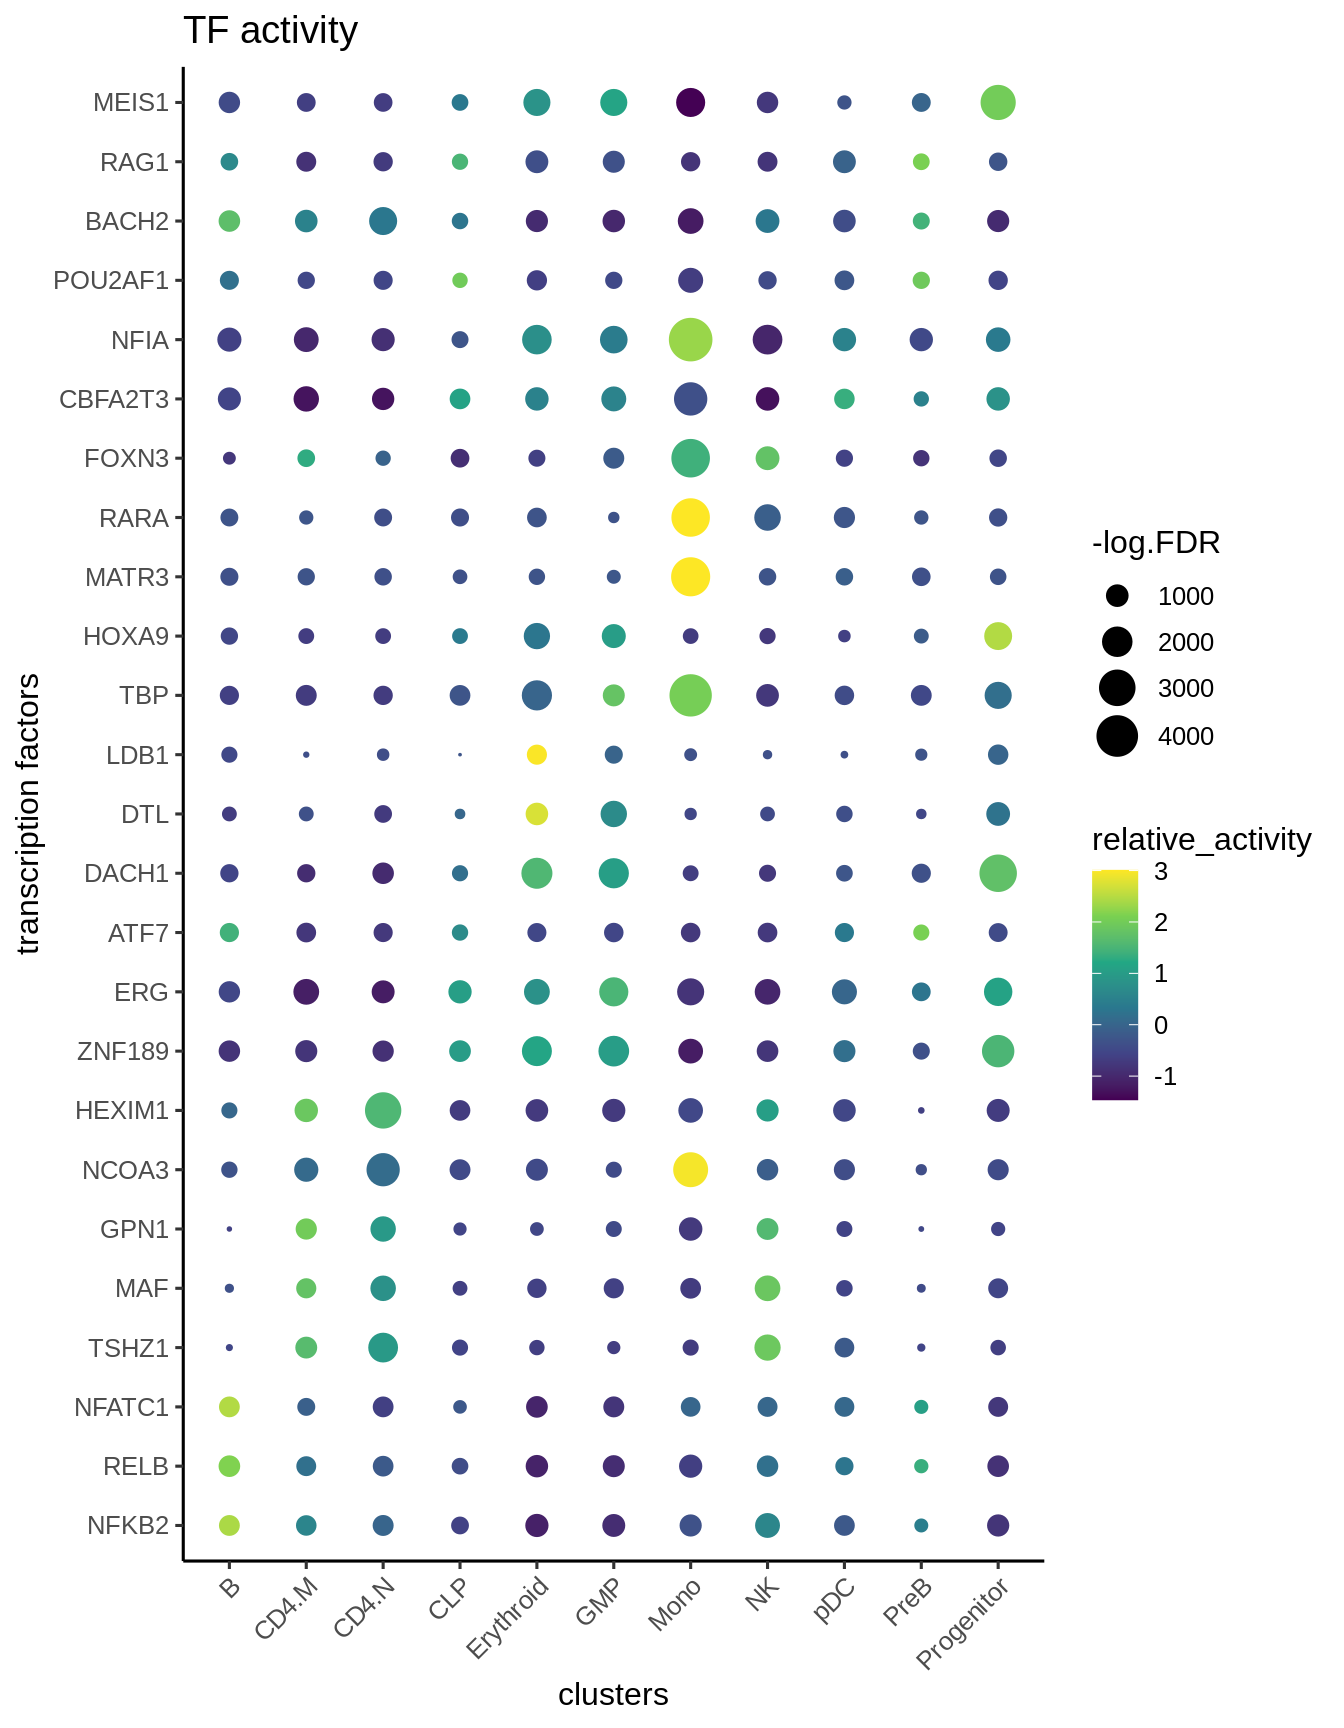 TF activity
transcription factors
MEIS1
RAG1
BACH2
POU2AF1
NFIA
CBFA2T3
FOXN3
RARA
MATR3
HOXA9
TBP
LDB1
DTL
DACH1
ATF7
ERG
ZNF189
HEXIM1
NCOA3
GPN1
MAF
TSHZ1
NFATC1
RELB
NFKB2
B
CD4.M
CD4.N
CLP
Erythroid
GMP
Mono
NK
pDC
PreB
Progenitor
clusters
-log.FDR
1000
2000
3000
4000
relative_activity
3
2
1
0
-1